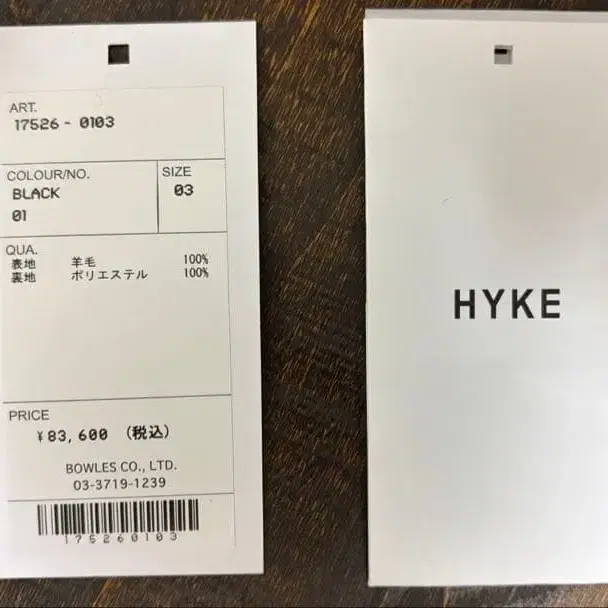 ART.
17526 - 0103
COLOUR/NO.
BLACK
01
SIZE
03
QUA.
表地 羊毛 100%
裏地 ポリエステル 100%
PRICE
¥83,600 (税込)
BOWLES CO., LTD.
03-3719-1239
175260103
HYKE